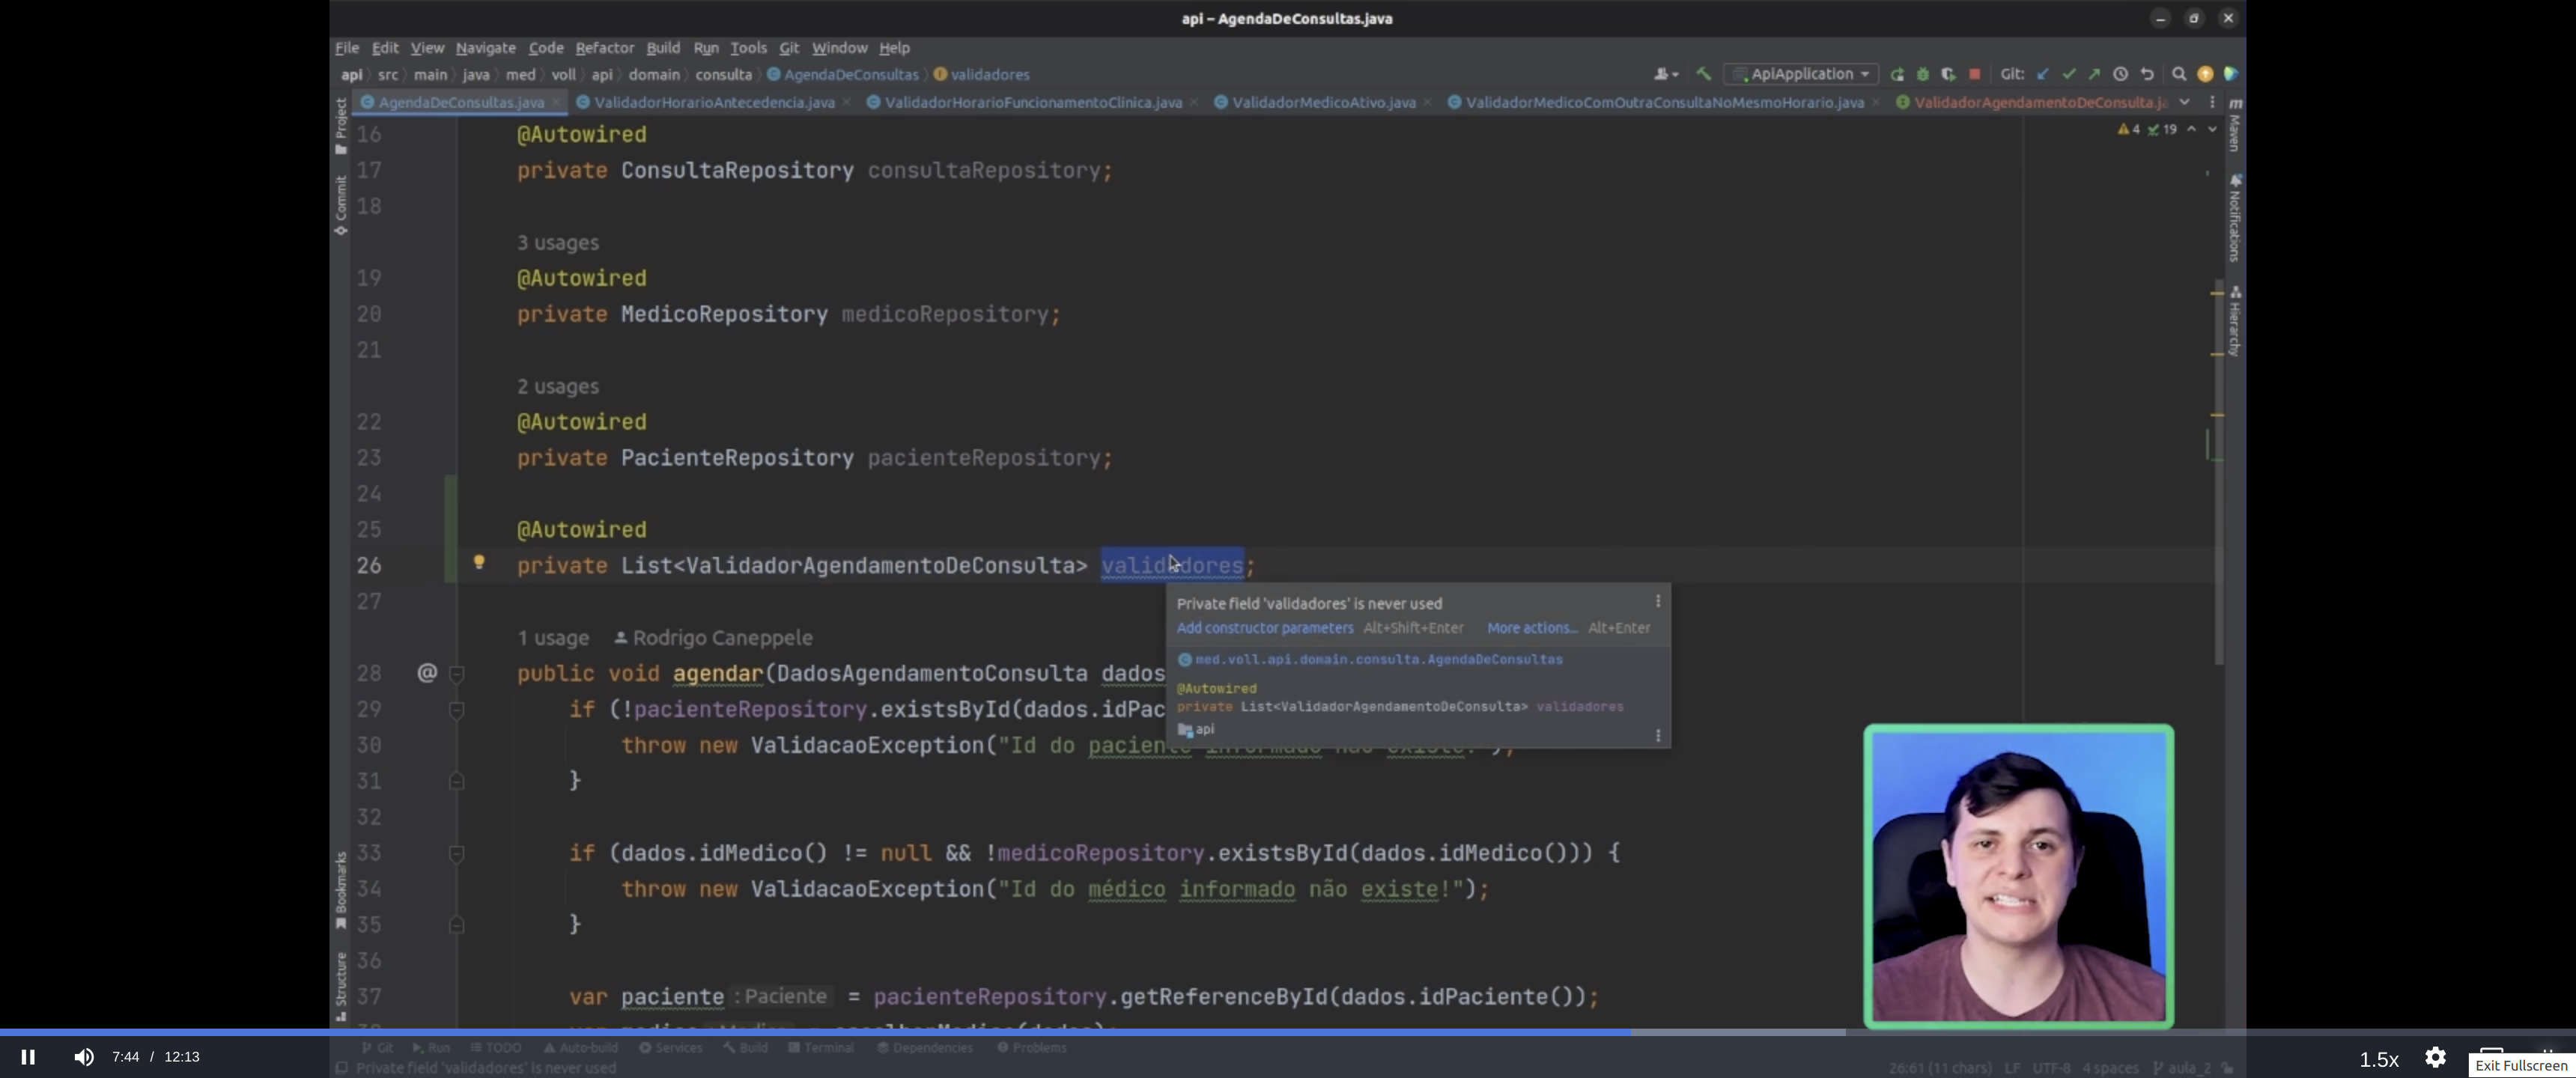 api – AgendaDeConsultas.java
File Edit View Navigate Code Refactor Build Run Tools Git Window Help
api src main java med voll api domain consulta AgendaDeConsultas validadores
ApiApplication Git:
AgendaDeConsultas.java ValidadorHorarioAntecedencia.java ValidadorHorarioFuncionamentoClinica.java ValidadorMedicoAtivo.java ValidadorMedicoComOutraConsultaNoMesmoHorario.java ValidadorAgendamentoDeConsulta.ja
4 19
Project
Commit
Bookmarks
Structure
Maven
Notifications
Hierarchy
16 @Autowired
17 private ConsultaRepository consultaRepository;
18
3 usages
19 @Autowired
20 private MedicoRepository medicoRepository;
21
2 usages
22 @Autowired
23 private PacienteRepository pacienteRepository;
24
25 @Autowired
26 private List<ValidadorAgendamentoDeConsulta> validadores;
27
1 usage Rodrigo Caneppele
28 @ public void agendar(DadosAgendamentoConsulta dados
29 if (!pacienteRepository.existsById(dados.idPac
30 throw new ValidacaoException("Id do paciente informado não existe!");
31 }
32
33 if (dados.idMedico() != null && !medicoRepository.existsById(dados.idMedico())) {
34 throw new ValidacaoException("Id do médico informado não existe!");
35 }
36
37 var paciente : Paciente = pacienteRepository.getReferenceById(dados.idPaciente());
Private field 'validadores' is never used
Add constructor parameters Alt+Shift+Enter More actions... Alt+Enter
med.voll.api.domain.consulta.AgendaDeConsultas
@Autowired
private List<ValidadorAgendamentoDeConsulta> validadores
api
Git Run TODO Auto-build Services Build Terminal Dependencies Problems
Private field 'validadores' is never used
26:61 (11 chars) LF UTF-8 4 spaces aula_2
7:44 / 12:13
1.5x
Exit Fullscreen